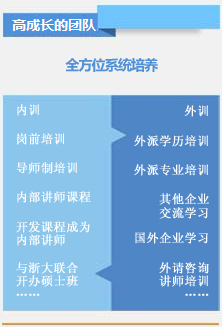 高成长的团队
全方位系统培养
内训
岗前培训
导师制培训
内部讲师课程
开发课程成为
内部讲师
与浙大联合
开办硕士班
……
外训
外派学历培训
外派专业培训
其他企业
交流学习
国外企业学习
外请咨询
讲师培训
……